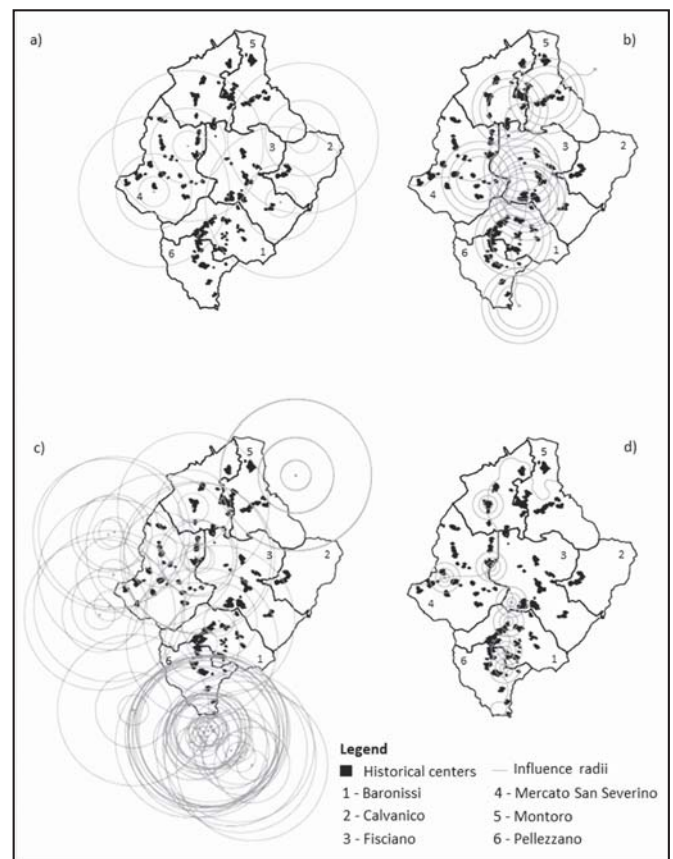 a)
5
3
2
4
1
6
b)
5
3
2
4
1
6
c)
5
3
2
4
1
6
d)
5
3
2
4
1
6
Legend
Historical centers
Influence radii
1 - Baronissi
4 - Mercato San Severino
2 - Calvanico
5 - Montoro
3 - Fisciano
6 - Pellezzano